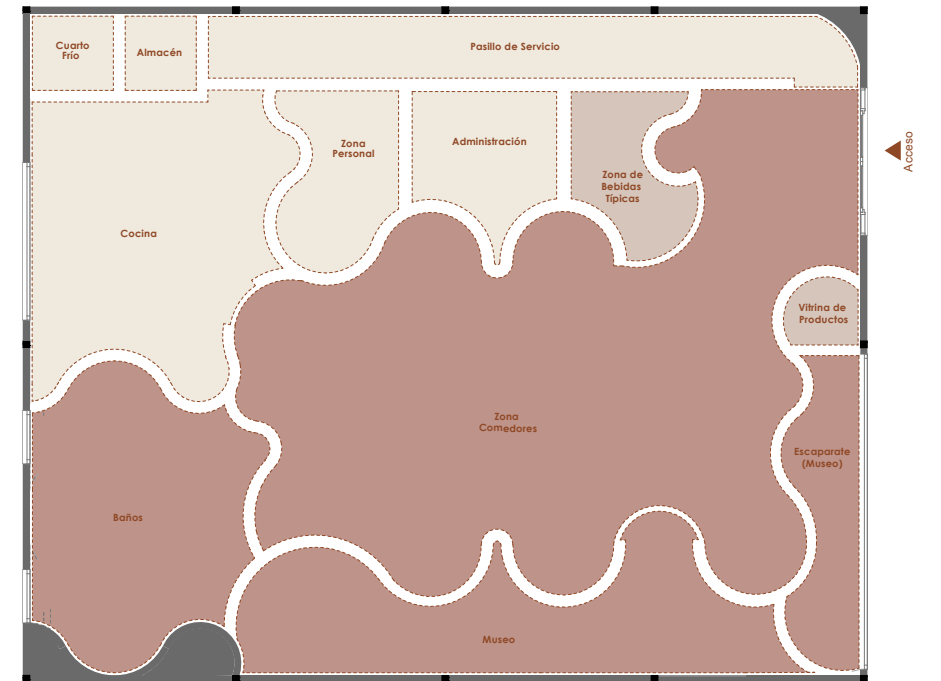 Cuarto
Frío
Almacén
Pasillo de Servicio
Zona
Personal
Administración
Zona de
Bebidas
Típicas
Acceso
Cocina
Vitrina de
Productos
Zona
Comedores
Escaparate
(Museo)
Baños
Museo